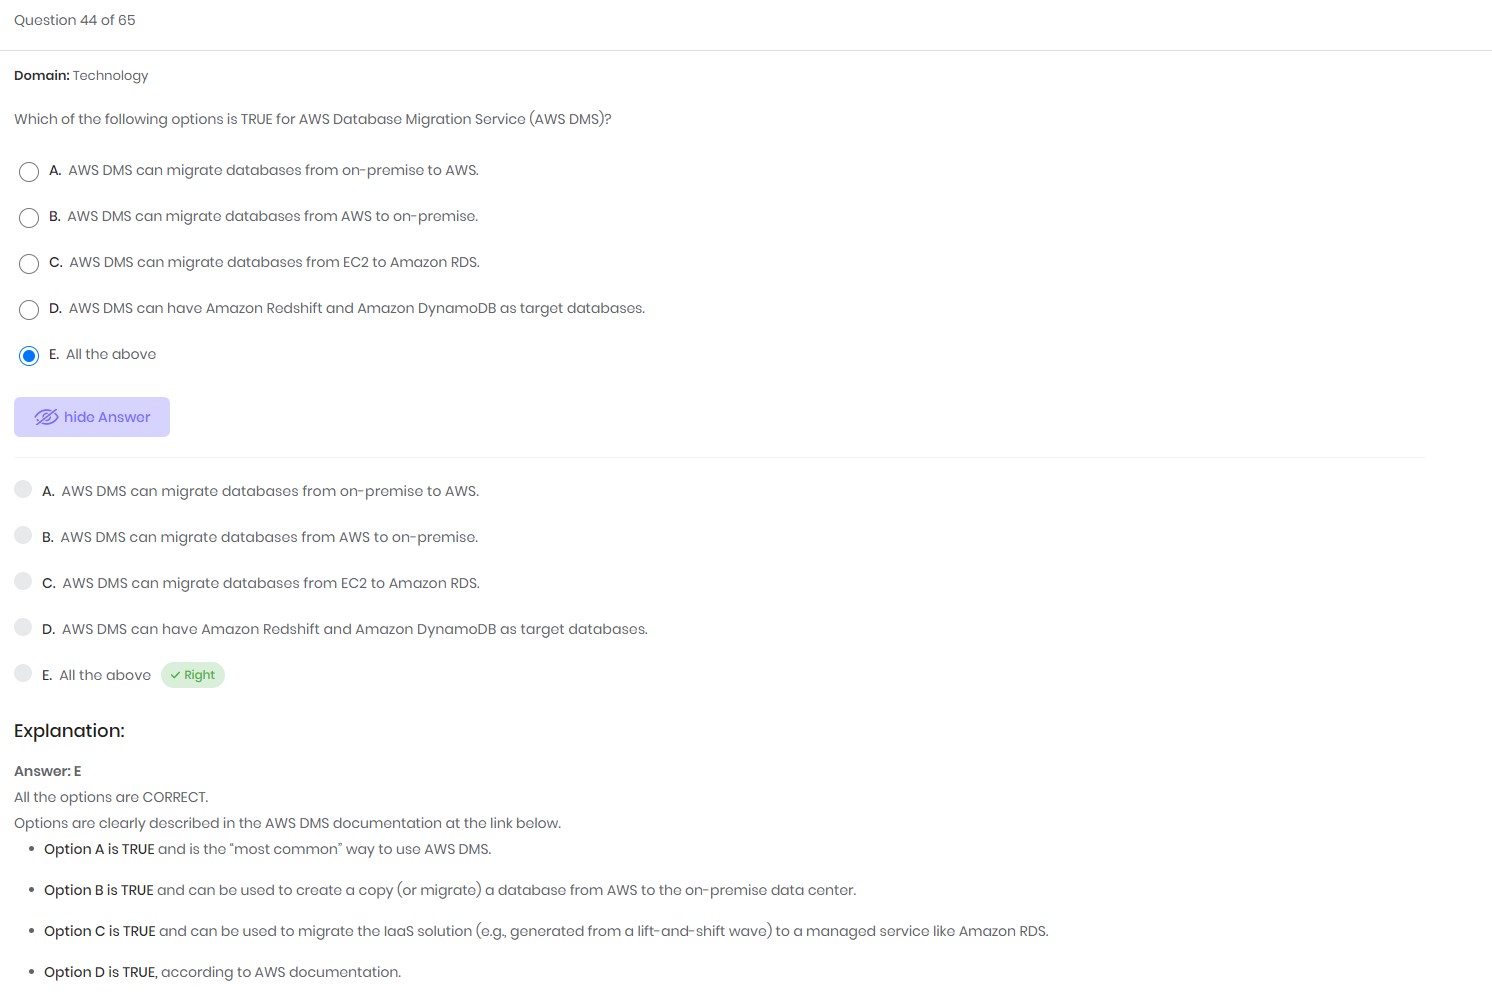 Question 44 of 65
Domain: Technology
Which of the following options is TRUE for AWS Database Migration Service (AWS DMS)?
A. AWS DMS can migrate databases from on-premise to AWS.
B. AWS DMS can migrate databases from AWS to on-premise.
C. AWS DMS can migrate databases from EC2 to Amazon RDS.
D. AWS DMS can have Amazon Redshift and Amazon DynamoDB as target databases.
E. All the above
hide Answer
A. AWS DMS can migrate databases from on-premise to AWS.
B. AWS DMS can migrate databases from AWS to on-premise.
C. AWS DMS can migrate databases from EC2 to Amazon RDS.
D. AWS DMS can have Amazon Redshift and Amazon DynamoDB as target databases.
E. All the above Right
Explanation:
Answer: E
All the options are CORRECT.
Options are clearly described in the AWS DMS documentation at the link below.
• Option A is TRUE and is the “most common” way to use AWS DMS.
• Option B is TRUE and can be used to create a copy (or migrate) a database from AWS to the on-premise data center.
• Option C is TRUE and can be used to migrate the IaaS solution (e.g., generated from a lift-and-shift wave) to a managed service like Amazon RDS.
• Option D is TRUE, according to AWS documentation.